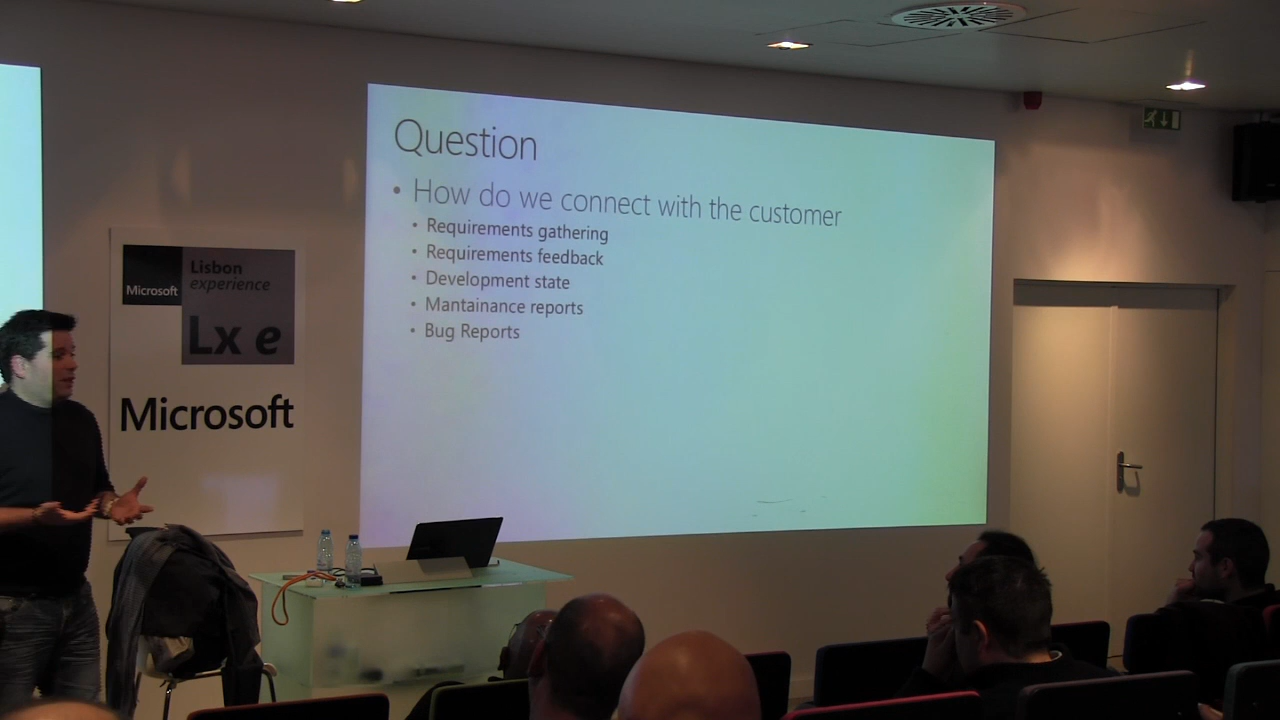 Question
• How do we connect with the customer
• Requirements gathering
• Requirements feedback
• Development state
• Mantainance reports
• Bug Reports
Microsoft
Lisbon
experience
Lx e
Microsoft